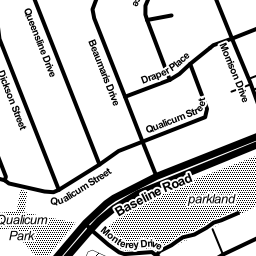 Queensline Drive
Beaumaris Drive
Draper Place
Morrison Drive
Dickson Street
Qualicum Street
Qualicum Street
Baseline Road
parkland
Qualicum
Park
Monterey Drive